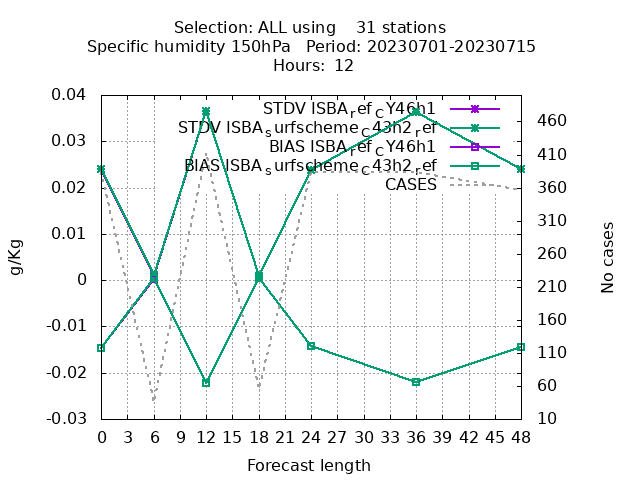 Selection: ALL using 31 stations
Specific humidity 150hPa Period: 20230701-20230715
Hours: 12
STDV ISBA_ref_CY46h1
STDV ISBA_surfscheme_C43h2_ref
BIAS ISBA_ref_CY46h1
BIAS ISBA_surfscheme_C43h2_ref
CASES
0.04
0.03
0.02
0.01
0
-0.01
-0.02
-0.03
g/Kg
460
410
360
310
260
210
160
110
60
10
No cases
0 3 6 9 12 15 18 21 24 27 30 33 36 39 42 45 48
Forecast length